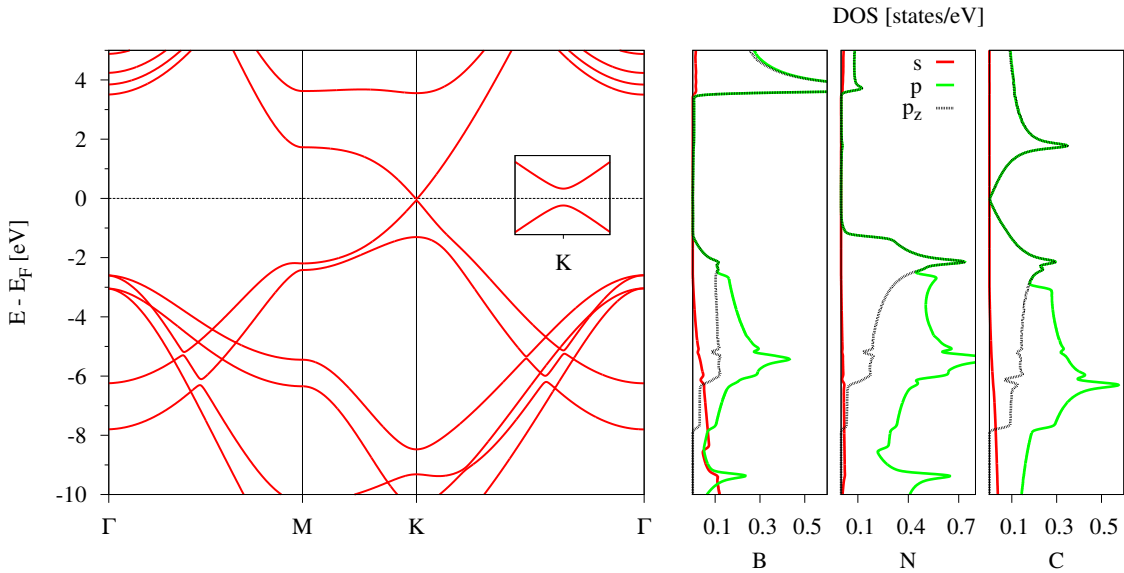 DOS [states/eV]
E - E_F [eV]
4
2
0
-2
-4
-6
-8
-10
Γ
M
K
Γ
K
s
p
p_z
0.1
0.3
0.5
B
0.1
0.4
0.7
N
0.1
0.3
0.5
C